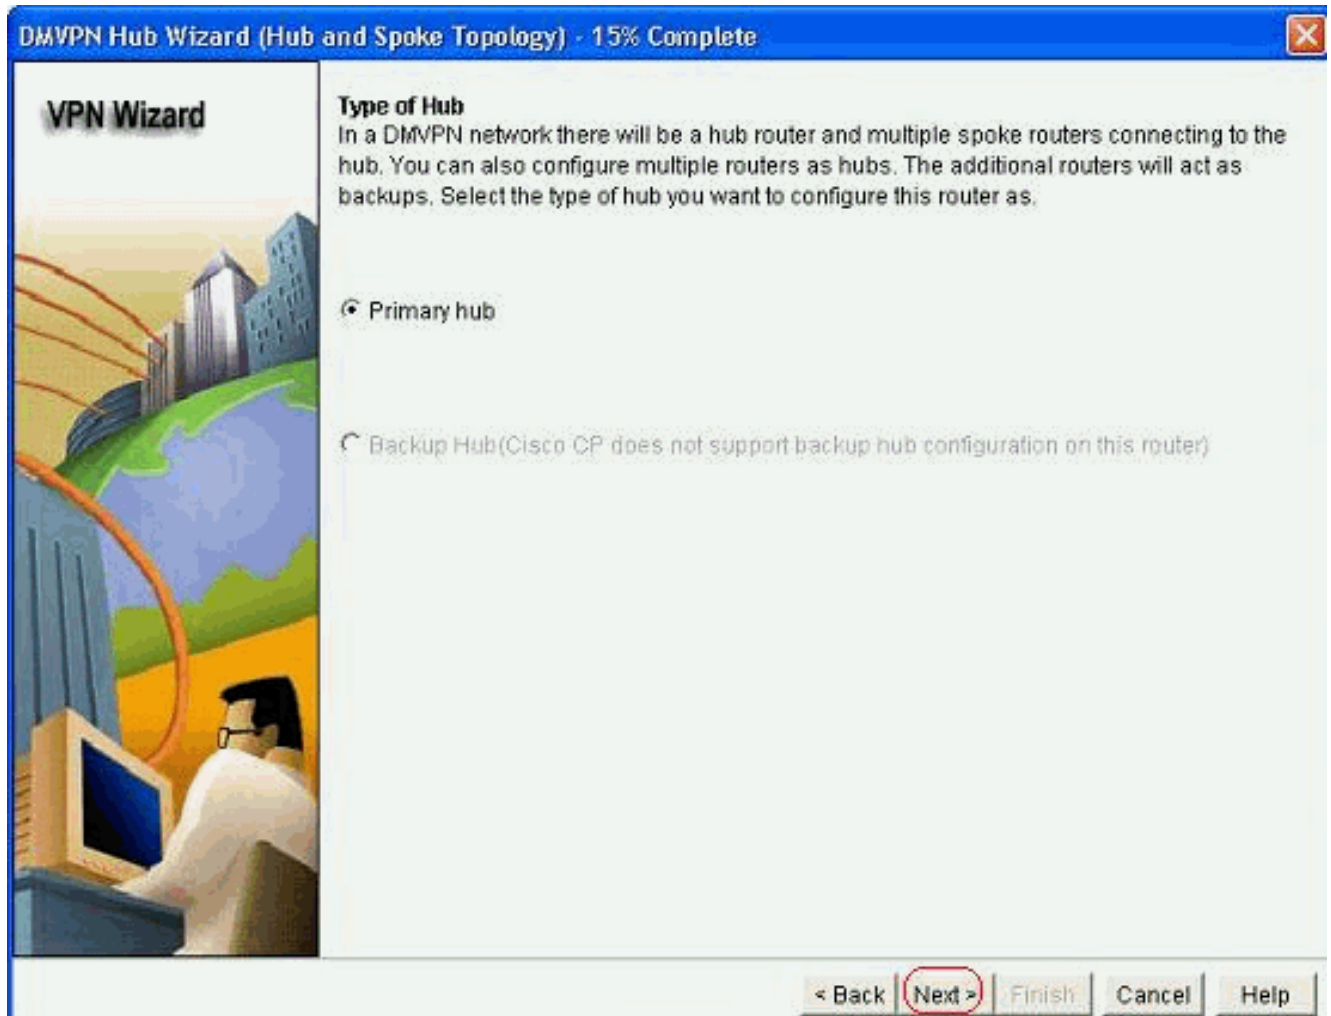 DMVPN Hub Wizard (Hub and Spoke Topology) - 15% Complete
VPN Wizard
Type of Hub
In a DMVPN network there will be a hub router and multiple spoke routers connecting to the
hub. You can also configure multiple routers as hubs. The additional routers will act as
backups. Select the type of hub you want to configure this router as.
Primary hub
Backup Hub(Cisco CP does not support backup hub configuration on this router)
< Back Next > Finish Cancel Help